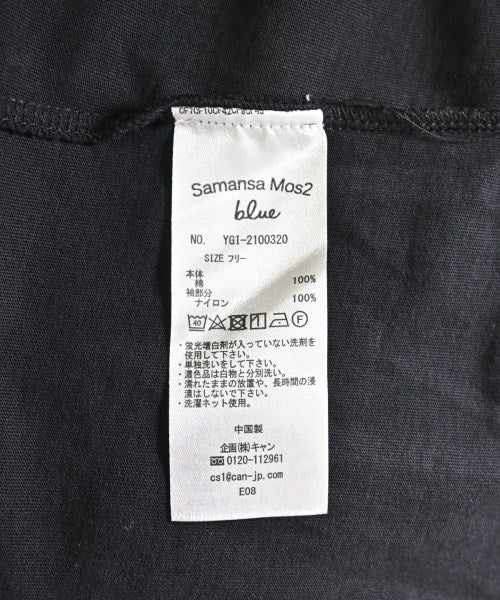 Samansa Mos2
blue
NO. YGI-2100320
SIZE フリー
本体
綿 100%
袖部分
ナイロン 100%
40 F
・蛍光増白剤が入っていない洗剤を
使用して下さい。
・単独洗いをして下さい。
・濃色品は白物と分別洗い。
・濡れたままの放置や、長時間の浸
漬はしないで下さい。
・洗濯ネット使用。
中国製
企画(株)キャン
0120-112961
cs1@can-jp.com
E08